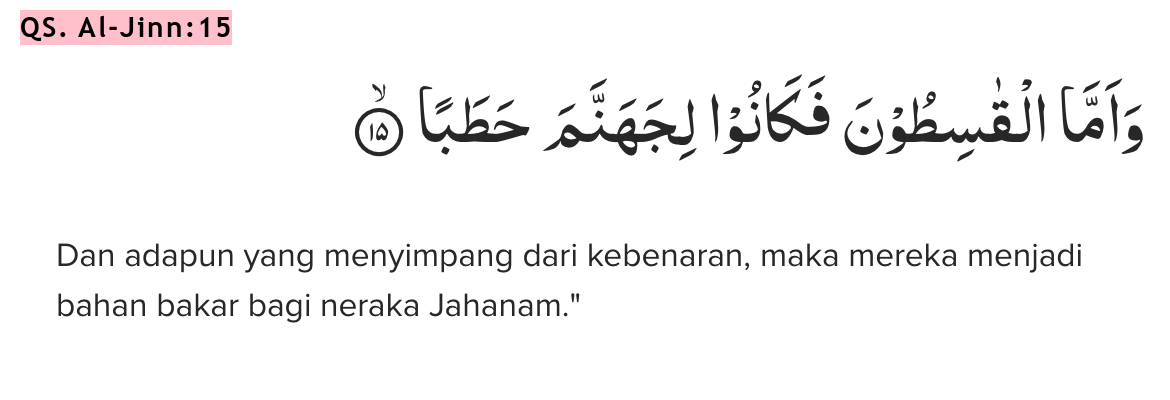 QS. Al-Jinn:15
وَاَمَّا الْقٰسِطُوْنَ فَكَانُوْا لِجَهَنَّمَ حَطَبًاۙ ١٥
Dan adapun yang menyimpang dari kebenaran, maka mereka menjadi
bahan bakar bagi neraka Jahanam."